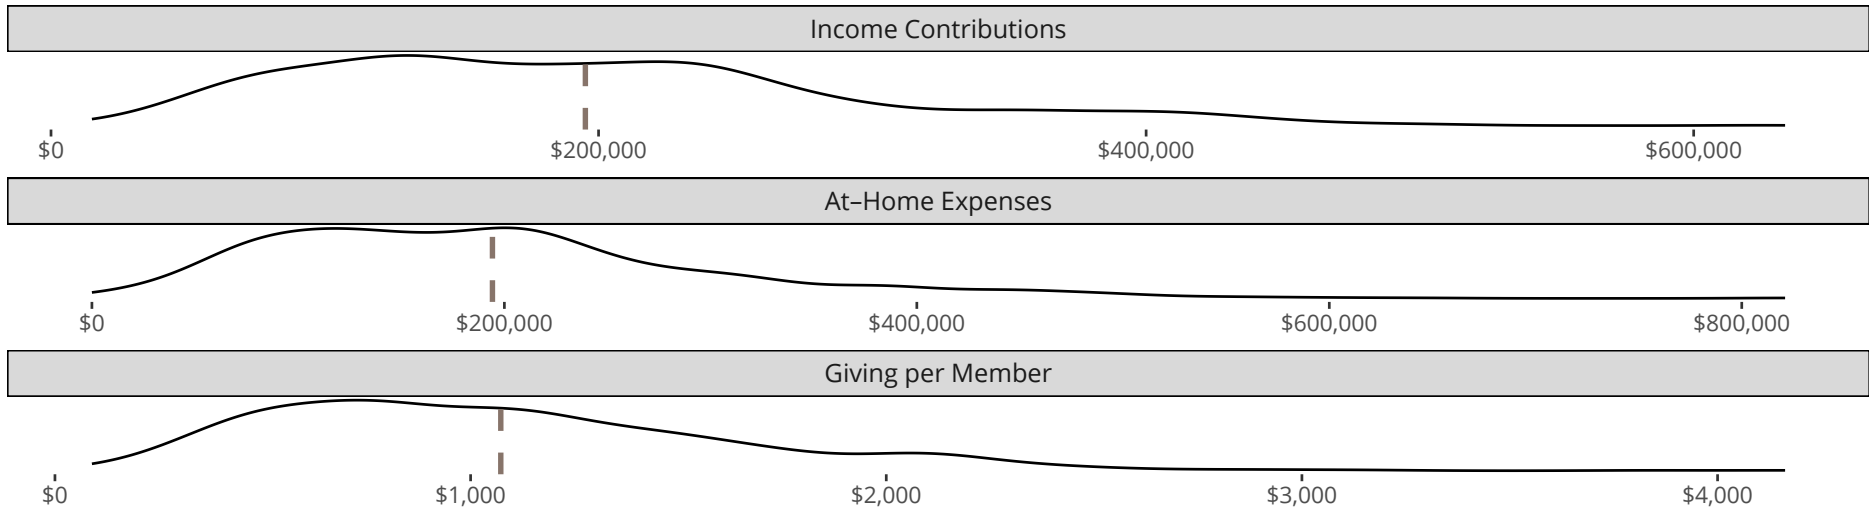 Income Contributions
$0 $200,000 $400,000 $600,000
At–Home Expenses
$0 $200,000 $400,000 $600,000 $800,000
Giving per Member
$0 $1,000 $2,000 $3,000 $4,000